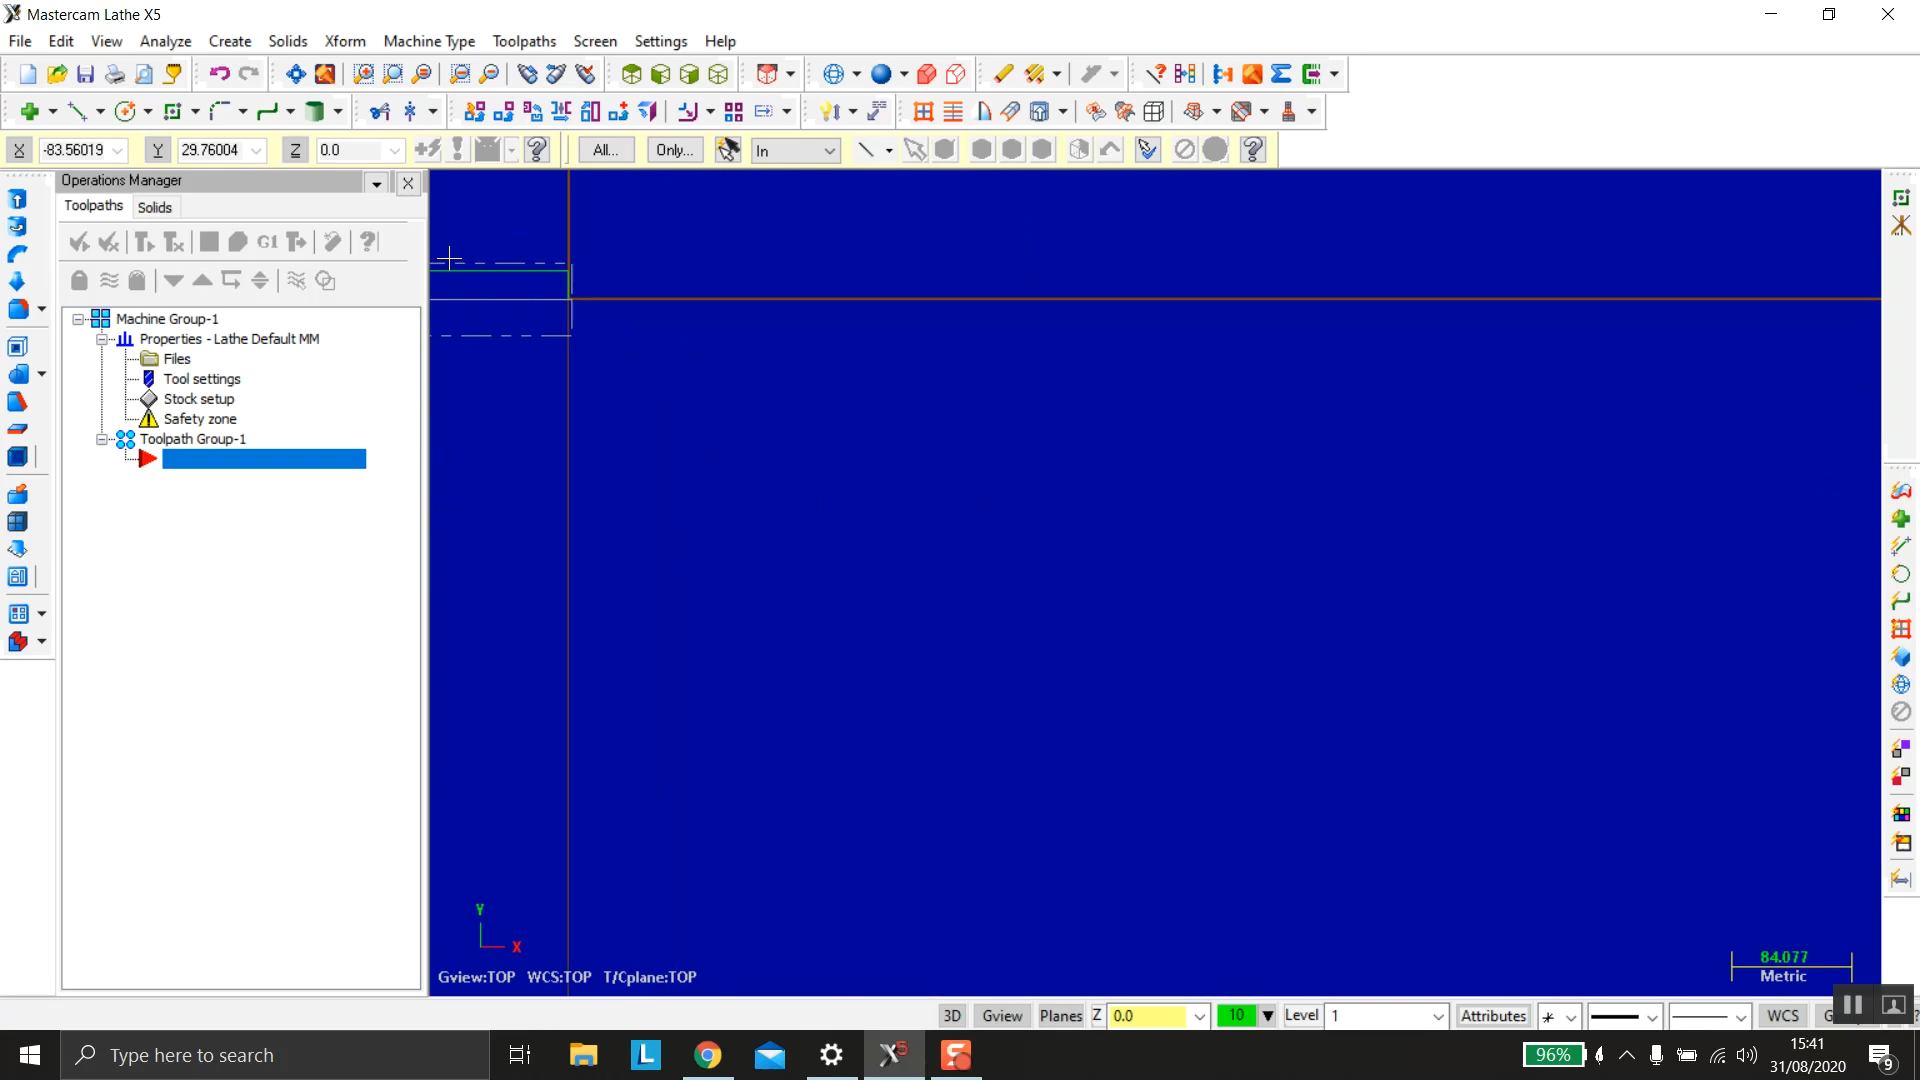 Mastercam Lathe X5
File Edit View Analyze Create Solids Xform Machine Type Toolpaths Screen Settings Help
X -83.56019 Y 29.76004 Z 0.0 All... Only... In
Operations Manager
Toolpaths Solids
G1
Machine Group-1
Properties - Lathe Default MM
Files
Tool settings
Stock setup
Safety zone
Toolpath Group-1
Y
X
Gview:TOP WCS:TOP T/Cplane:TOP
84.077
Metric
3D Gview Planes Z 0.0 10 Level 1 Attributes WCS
Type here to search
L
X5
96%
15:41
31/08/2020
9